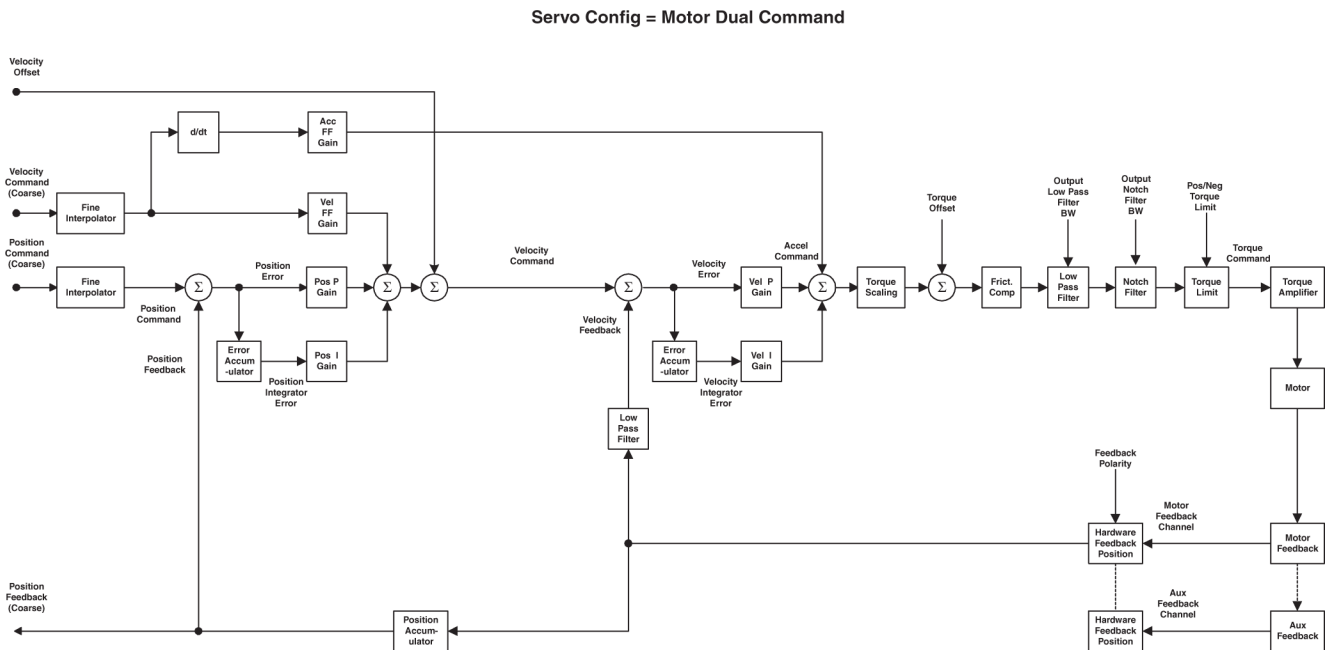 Servo Config = Motor Dual Command
Velocity
Offset
d/dt
Acc
FF
Gain
Velocity
Command
(Coarse)
Fine
Interpolator
Vel
FF
Gain
Torque
Offset
Output
Low Pass
Filter
BW
Output
Notch
Filter
BW
Pos/Neg
Torque
Limit
Position
Command
(Coarse)
Fine
Interpolator
Position
Command
Σ
Position
Error
Pos P
Gain
Σ
Σ
Velocity
Command
Σ
Velocity
Error
Vel P
Gain
Accel
Command
Σ
Torque
Scaling
Σ
Frict.
Comp
Low
Pass
Filter
Notch
Filter
Torque
Limit
Torque
Command
Torque
Amplifier
Position
Feedback
Error
Accum
-ulator
Position
Integrator
Error
Pos I
Gain
Velocity
Feedback
Error
Accum
-ulator
Velocity
Integrator
Error
Vel I
Gain
Motor
Low
Pass
Filter
Feedback
Polarity
Hardware
Feedback
Position
Motor
Feedback
Channel
Motor
Feedback
Position
Feedback
(Coarse)
Position
Accum-
ulator
Hardware
Feedback
Position
Aux
Feedback
Channel
Aux
Feedback